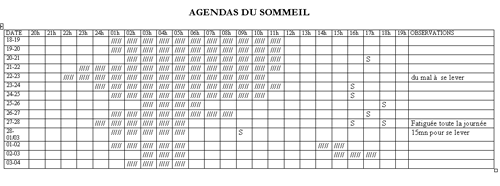 AGENDAS DU SOMMEIL
DATE 20h 21h 22h 23h 24h 01h 02h 03h 04h 05h 06h 07h 08h 09h 10h 11h 12h 13h 14h 15h 16h 17h 18h 19h OBSERVATIONS
18-19 ///// ///// ///// ///// ///// ///// ///// ///// ///// ///// /////
19-20 ///// ///// ///// ///// ///// ///// ///// ///// ///// /////
20-21 ///// ///// ///// ///// ///// ///// ///// ///// ///// S
21-22 ///// ///// ///// ///// ///// ///// ///// ///// ///// ///// ///// ///// /////
22-23 ///// ///// ///// ///// ///// ///// ///// ///// ///// ///// ///// ///// ///// du mal à se lever
23-24 ///// ///// ///// ///// ///// ///// ///// ///// ///// ///// ///// ///// S
24-25 ///// ///// ///// ///// ///// ///// ///// ///// ///// ///// S
25-26 ///// ///// ///// ///// S
26-27 ///// ///// ///// ///// ///// ///// ///// S
27-28 ///// ///// ///// ///// ///// ///// S S Fatiguée toute la journée
28- ///// ///// ///// ///// ///// S 15mn pour se lever
01/03
01-02 ///// ///// ///// ///// ///// ///// /////
02-03 ///// ///// ///// ///// ///// /////
03-04 ///// ///// ///// /////